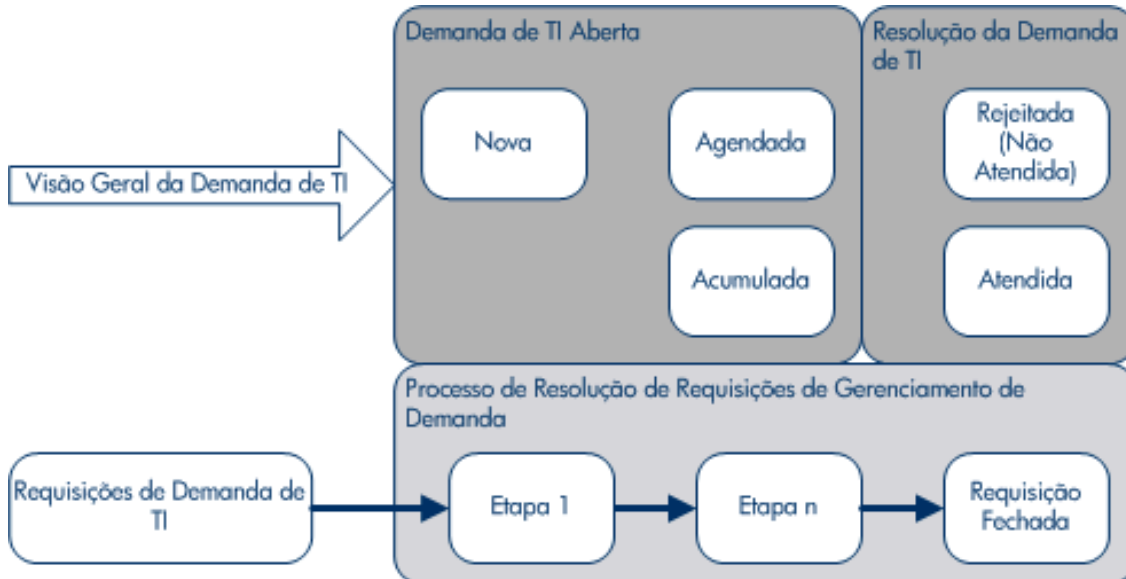 Demanda de TI Aberta
Resolução da Demanda
de TI
Nova
Agendada
Rejeitada
(Não
Atendida)
Visão Geral da Demanda de TI
Acumulada
Atendida
Processo de Resolução de Requisições de Gerenciamento de
Demanda
Requisições de Demanda de
TI
Etapa 1
Etapa n
Requisição
Fechada